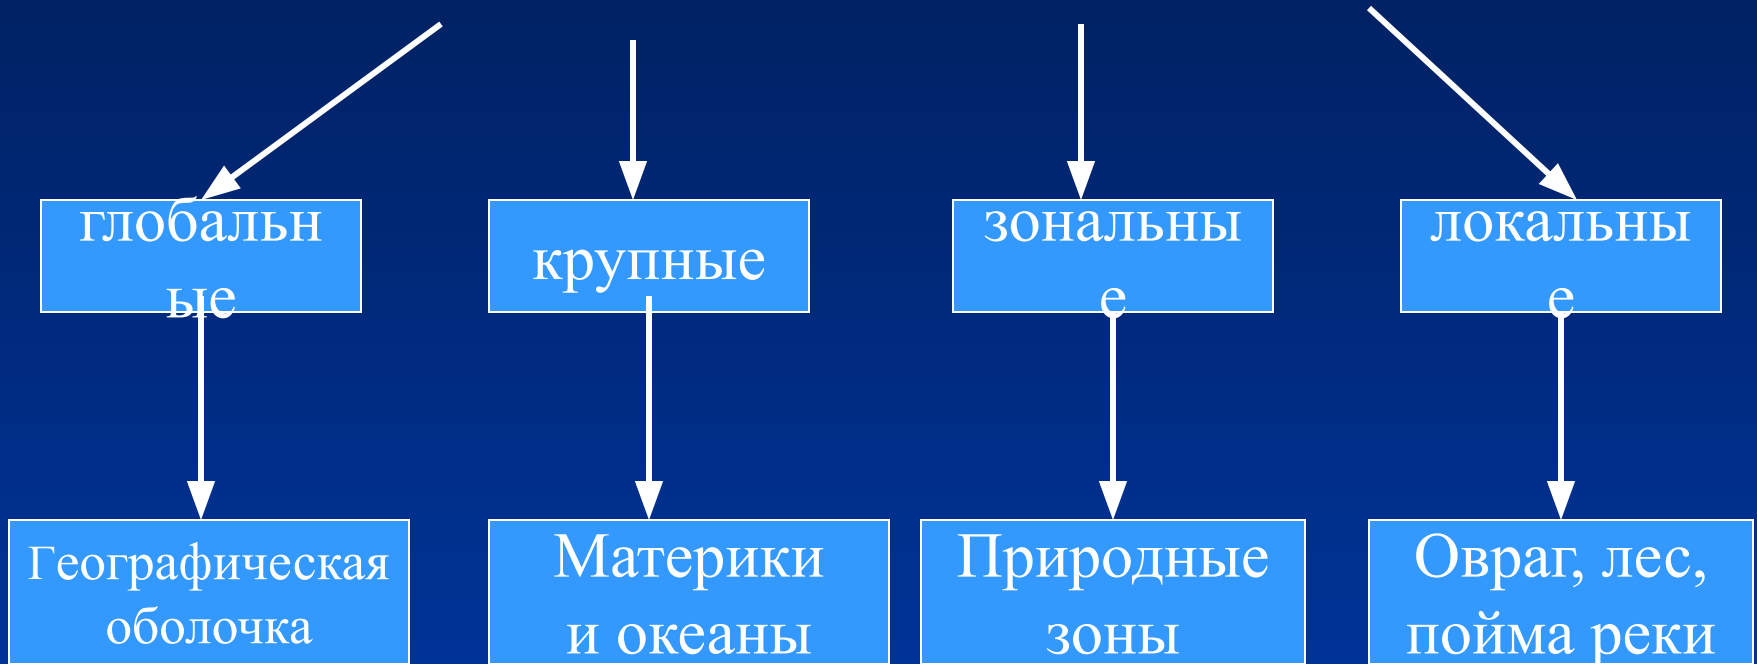 глобальн
ые
крупные
зональны
е
локальны
е
Географическая
оболочка
Материки
и океаны
Природные
зоны
Овраг, лес,
пойма реки